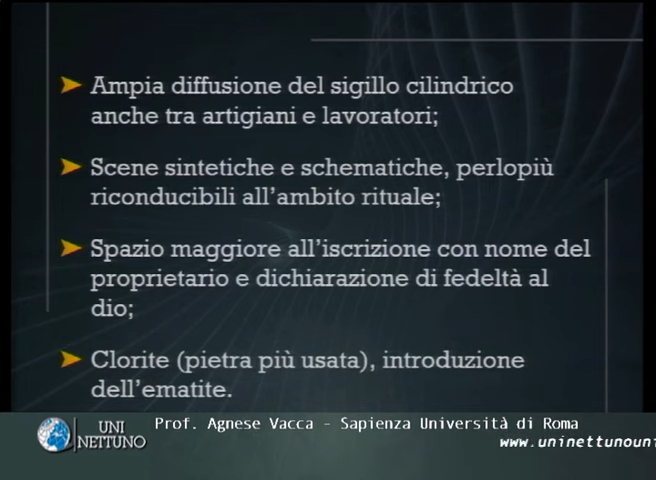 Ampia diffusione del sigillo cilindrico
anche tra artigiani e lavoratori;
Scene sintetiche e schematiche, perlopiù
riconducibili all'ambito rituale;
Spazio maggiore all'iscrizione con nome del
proprietario e dichiarazione di fedeltà al
dio;
Clorite (pietra più usata), introduzione
dell'ematite.
UNI
NETTUNO
Prof. Agnese Vacca - Sapienza Università di Roma
www.uninettunouni